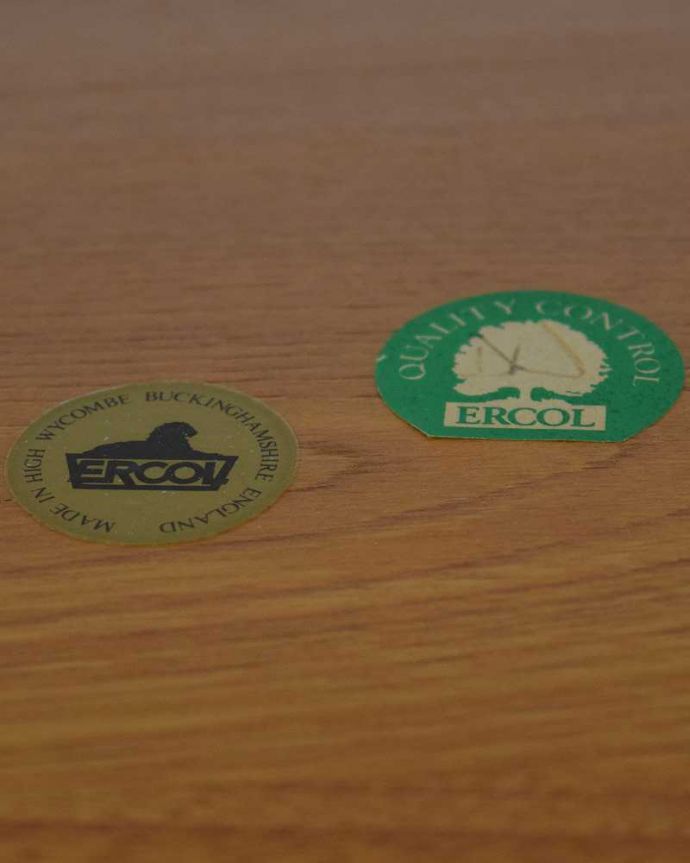 MADE IN HIGH WYCOMBE BUCKINGHAMSHIRE ENGLAND
ERCOL
QUALITY CONTROL
ERCOL